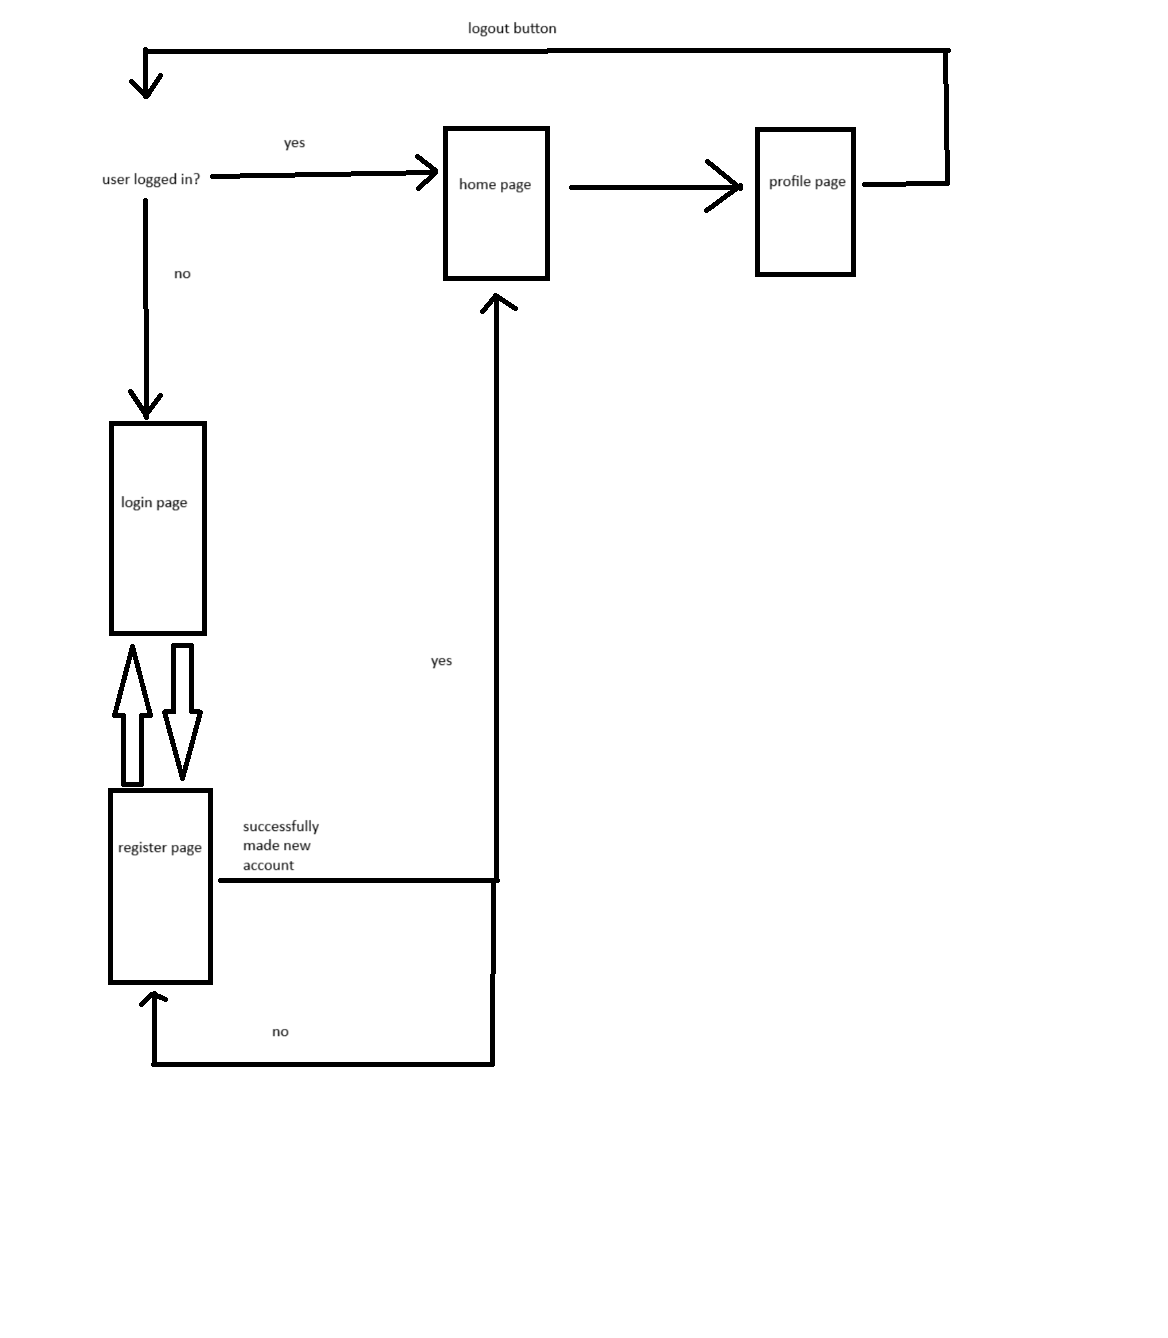 logout button
yes
user logged in?
home page
profile page
no
login page
yes
successfully
made new
account
register page
no